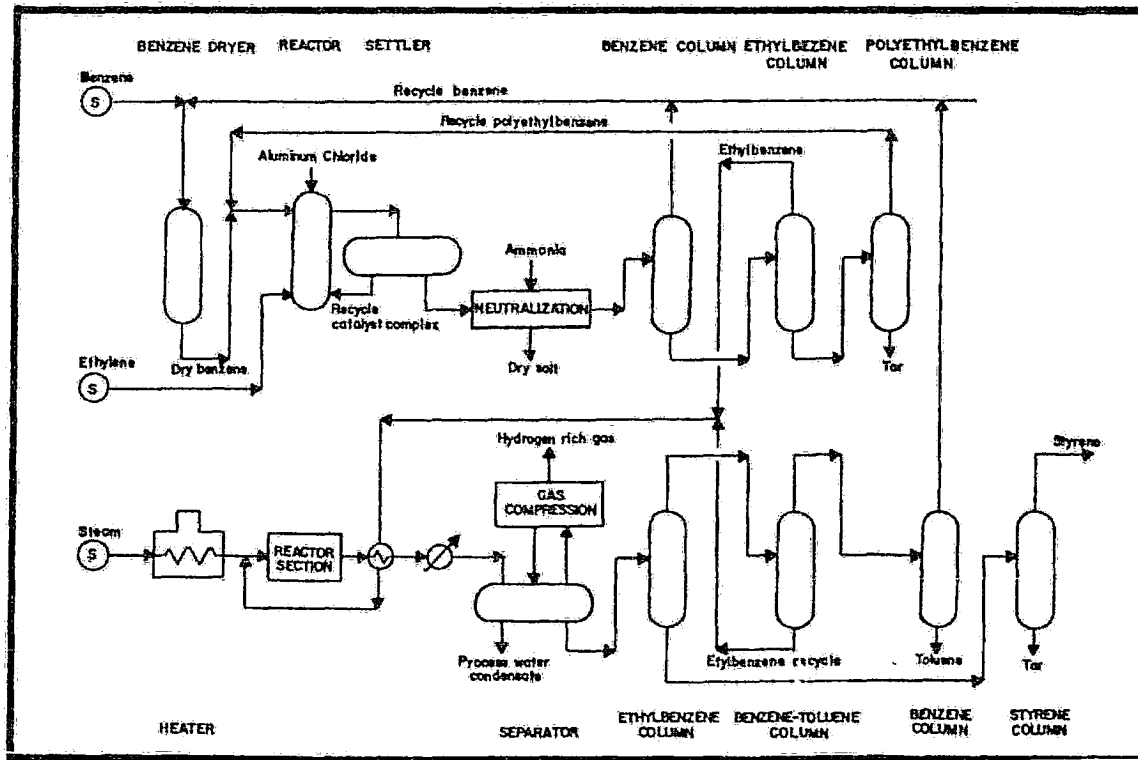 BENZENE DRYER
REACTOR
SETTLER
BENZENE COLUMN
ETHYLBEZENE
COLUMN
POLYETHYLBENZENE
COLUMN
Benzene
S
Recycle benzene
Recycle polyethylbenzene
Ethylbenzene
Aluminum Chloride
Ammonia
NEUTRALIZATION
Recycle
catalyst complex
Dry salt
Tar
Ethylene
S
Dry benzene
Hydrogen rich gas
GAS
COMPRESSION
Styrene
Steam
S
REACTOR
SECTION
Process water
condensate
Etylbenzene recycle
Toluene
Tar
HEATER
SEPARATOR
ETHYLBENZENE
COLUMN
BENZENE-TOLUENE
COLUMN
BENZENE
COLUMN
STYRENE
COLUMN